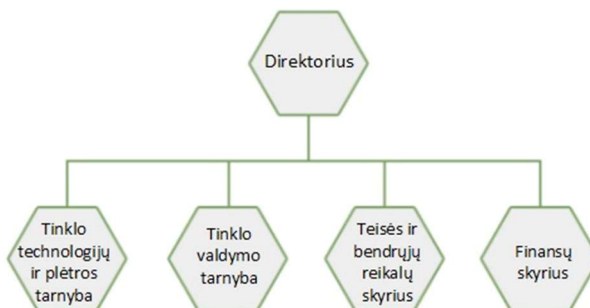 Direktorius
Tinklo
technologijų
ir plėtros
tarnyba
Tinklo
valdymo
tarnyba
Teisės ir
bendrųjų
reikalų
skyrius
Finansų
skyrius